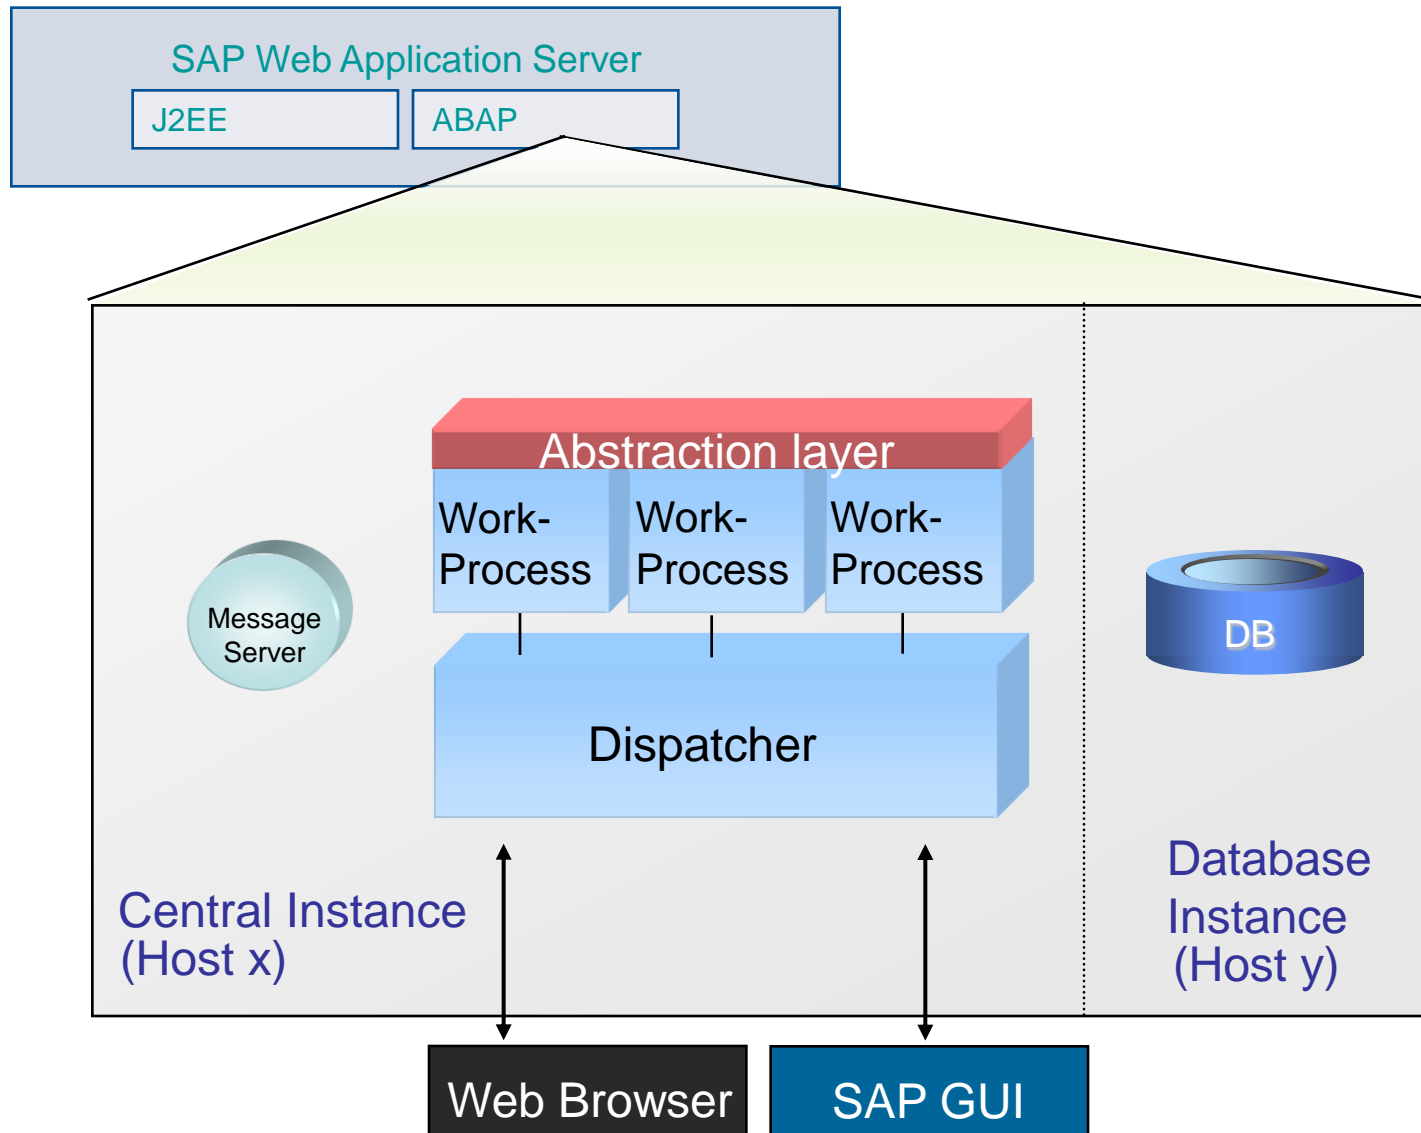 SAP Web Application Server
J2EE
ABAP
Abstraction layer
Work-
Process
Work-
Process
Work-
Process
Message
Server
DB
Dispatcher
Central Instance
(Host x)
Database
Instance
(Host y)
Web Browser
SAP GUI